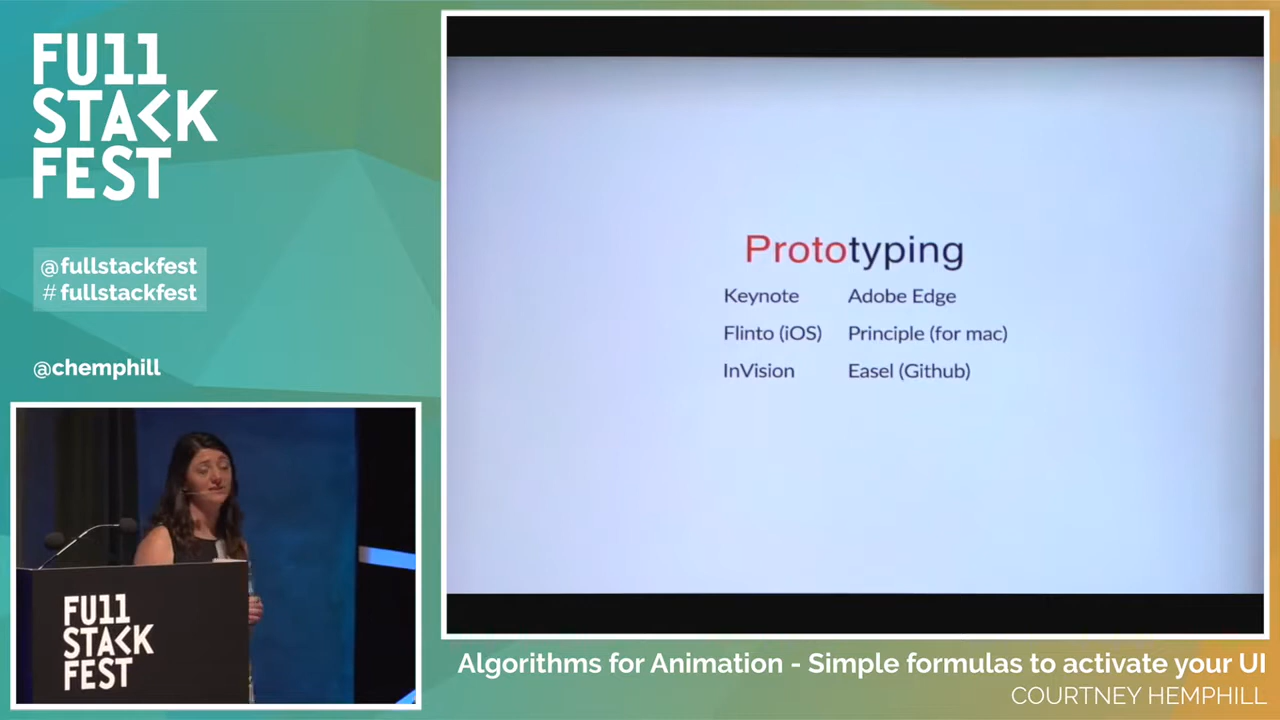 FULL
STACK
FEST
@fullstackfest
# fullstackfest
@chemphill
FULL
STACK
FEST
Prototyping
Keynote Adobe Edge
Flinto (iOS) Principle (for mac)
InVision Easel (Github)
Algorithms for Animation - Simple formulas to activate your UI
COURTNEY HEMPHILL